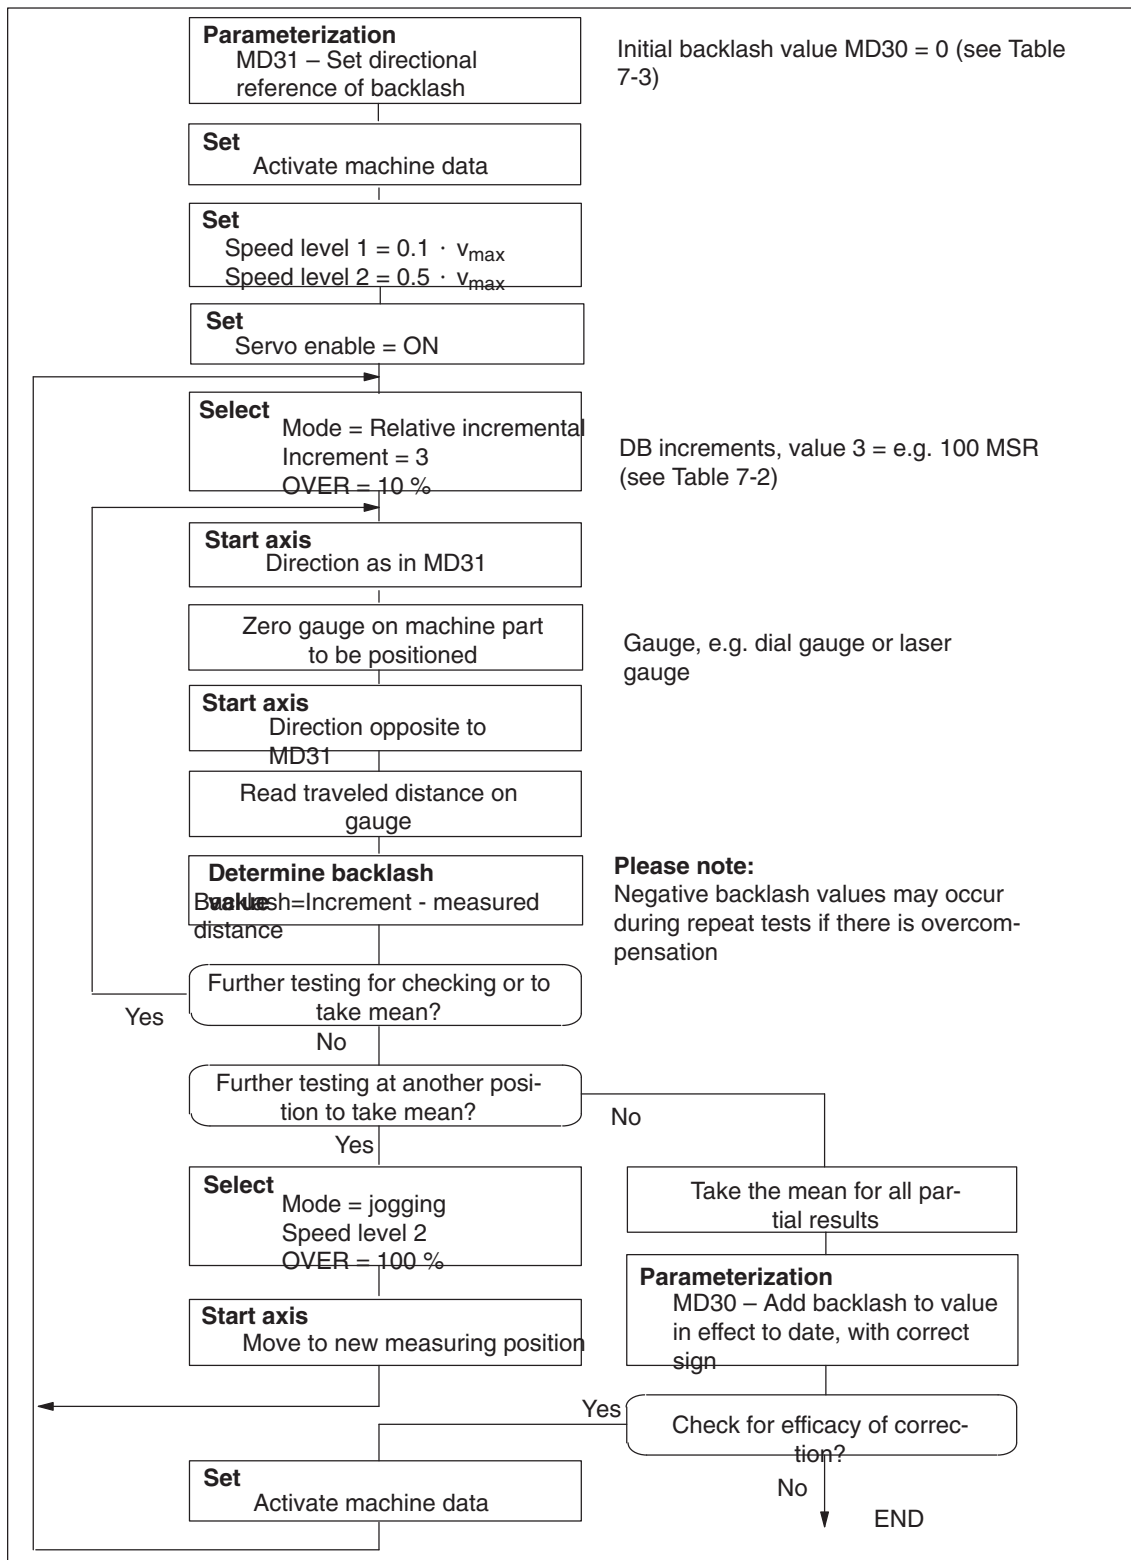 Parameterization
MD31 – Set directional
reference of backlash
Initial backlash value MD30 = 0 (see Table
7-3)
Set
Activate machine data
Set
Speed level 1 = 0.1 · vmax
Speed level 2 = 0.5 · vmax
Set
Servo enable = ON
Select
Mode = Relative incremental
Increment = 3
OVER = 10 %
DB increments, value 3 = e.g. 100 MSR
(see Table 7-2)
Start axis
Direction as in MD31
Zero gauge on machine part
to be positioned
Gauge, e.g. dial gauge or laser
gauge
Start axis
Direction opposite to
MD31
Read traveled distance on
gauge
Determine backlash
value
Backlash=Increment - measured
distance
Please note:
Negative backlash values may occur
during repeat tests if there is overcom-
pensation
Further testing for checking or to
take mean?
Yes
No
Further testing at another posi-
tion to take mean?
No
Yes
Select
Mode = jogging
Speed level 2
OVER = 100 %
Take the mean for all par-
tial results
Start axis
Move to new measuring position
Parameterization
MD30 – Add backlash to value
in effect to date, with correct
sign
Yes
Check for efficacy of correc-
tion?
Set
Activate machine data
No
END